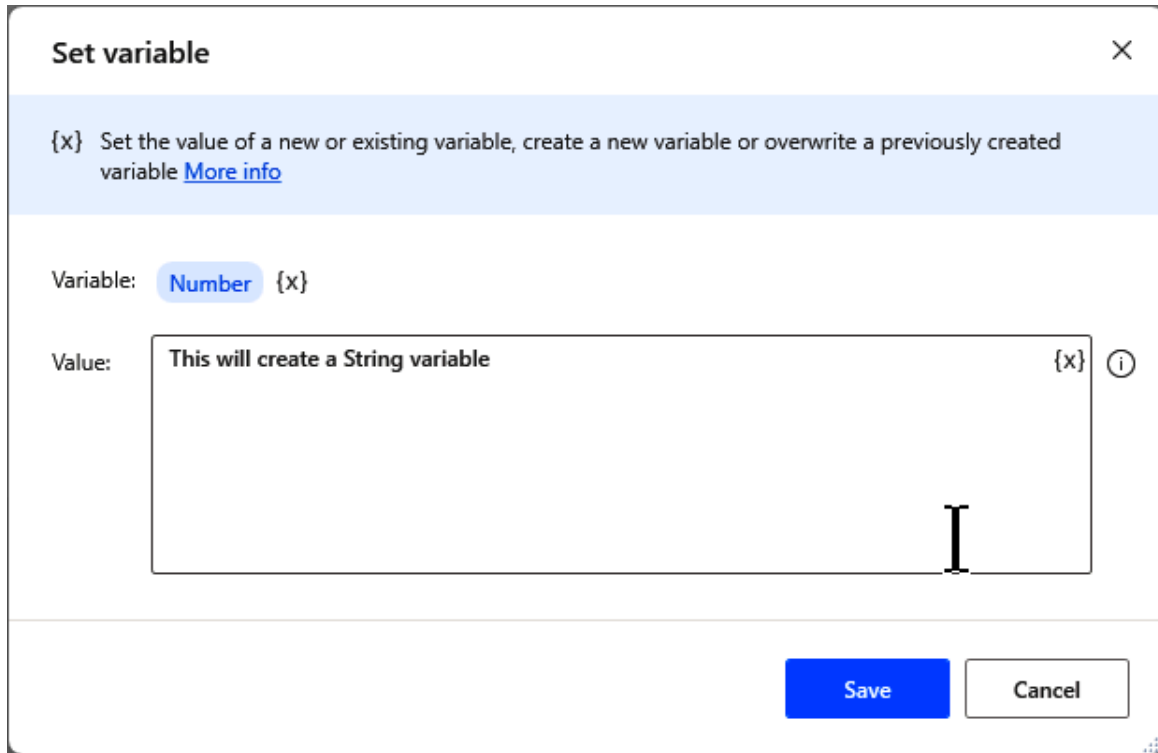 Set variable
{x} Set the value of a new or existing variable, create a new variable or overwrite a previously created
variable More info
Variable: Number {x}
Value: This will create a String variable {x}
Save Cancel